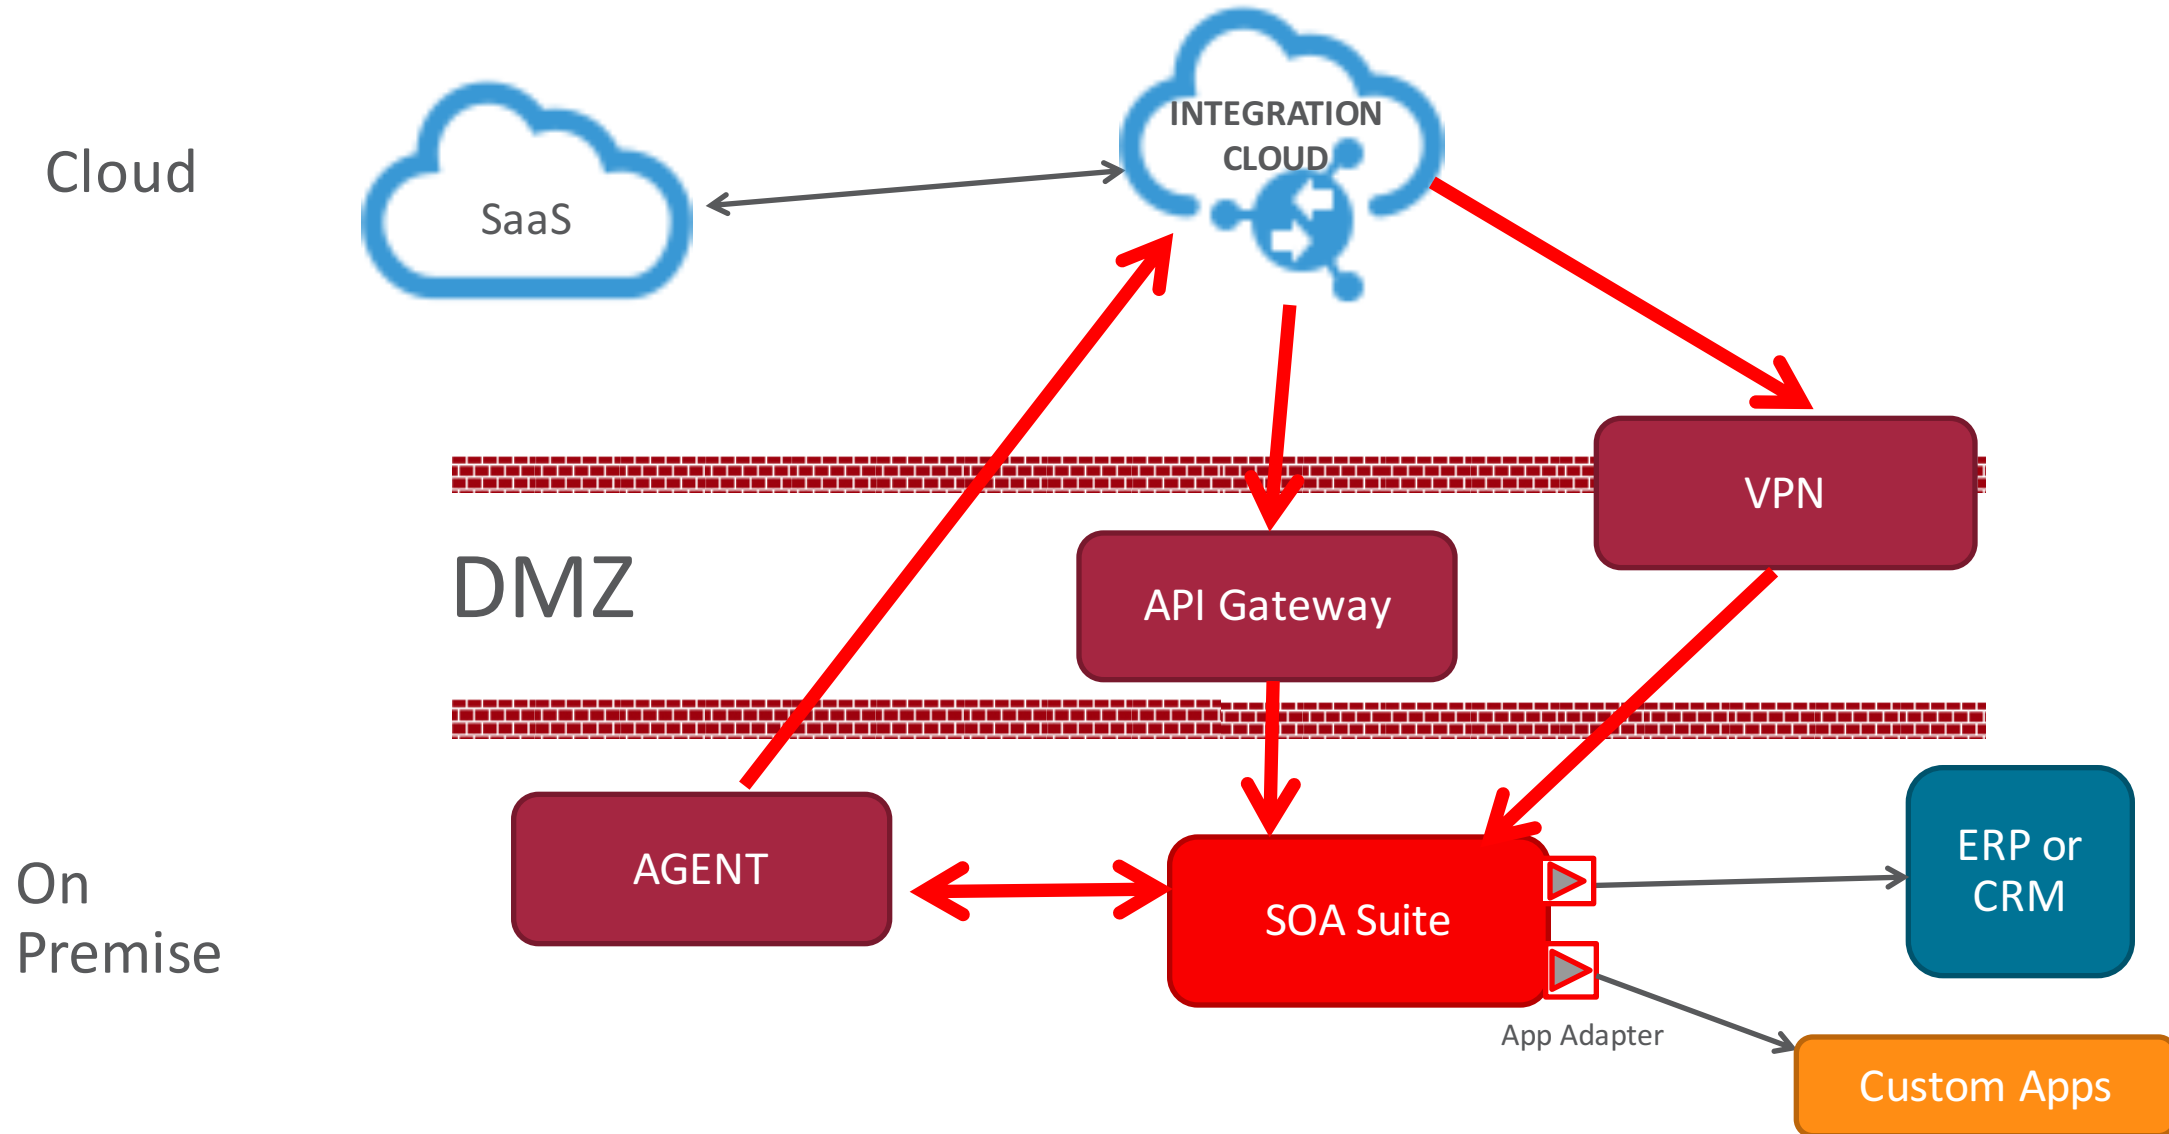 INTEGRATION
CLOUD
Cloud
SaaS
VPN
DMZ
API Gateway
AGENT
ERP or
CRM
On
Premise
SOA Suite
App Adapter
Custom Apps